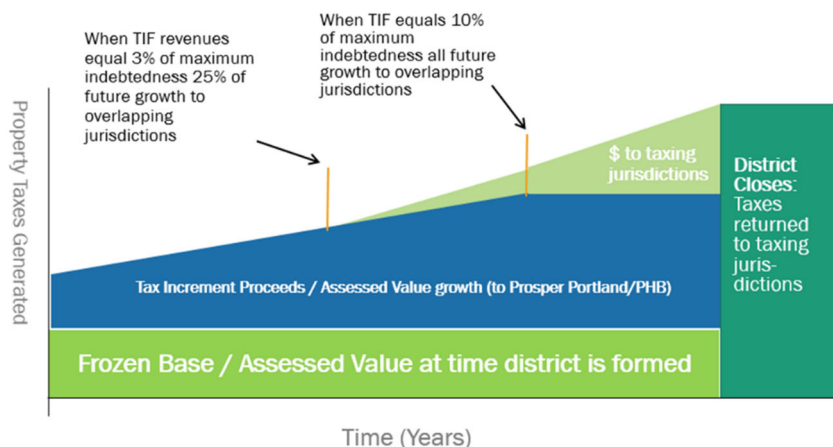 When TIF revenues
equal 3% of maximum
indebtedness 25% of
future growth to
overlapping
jurisdictions
When TIF equals 10%
of maximum
indebtedness all future
growth to overlapping
jurisdictions
Property Taxes Generated
$ to taxing
jurisdictions
District
Closes:
Taxes
returned
to taxing
juris-
dictions
Tax Increment Proceeds / Assessed Value growth (to Prosper Portland/PHB)
Frozen Base / Assessed Value at time district is formed
Time (Years)